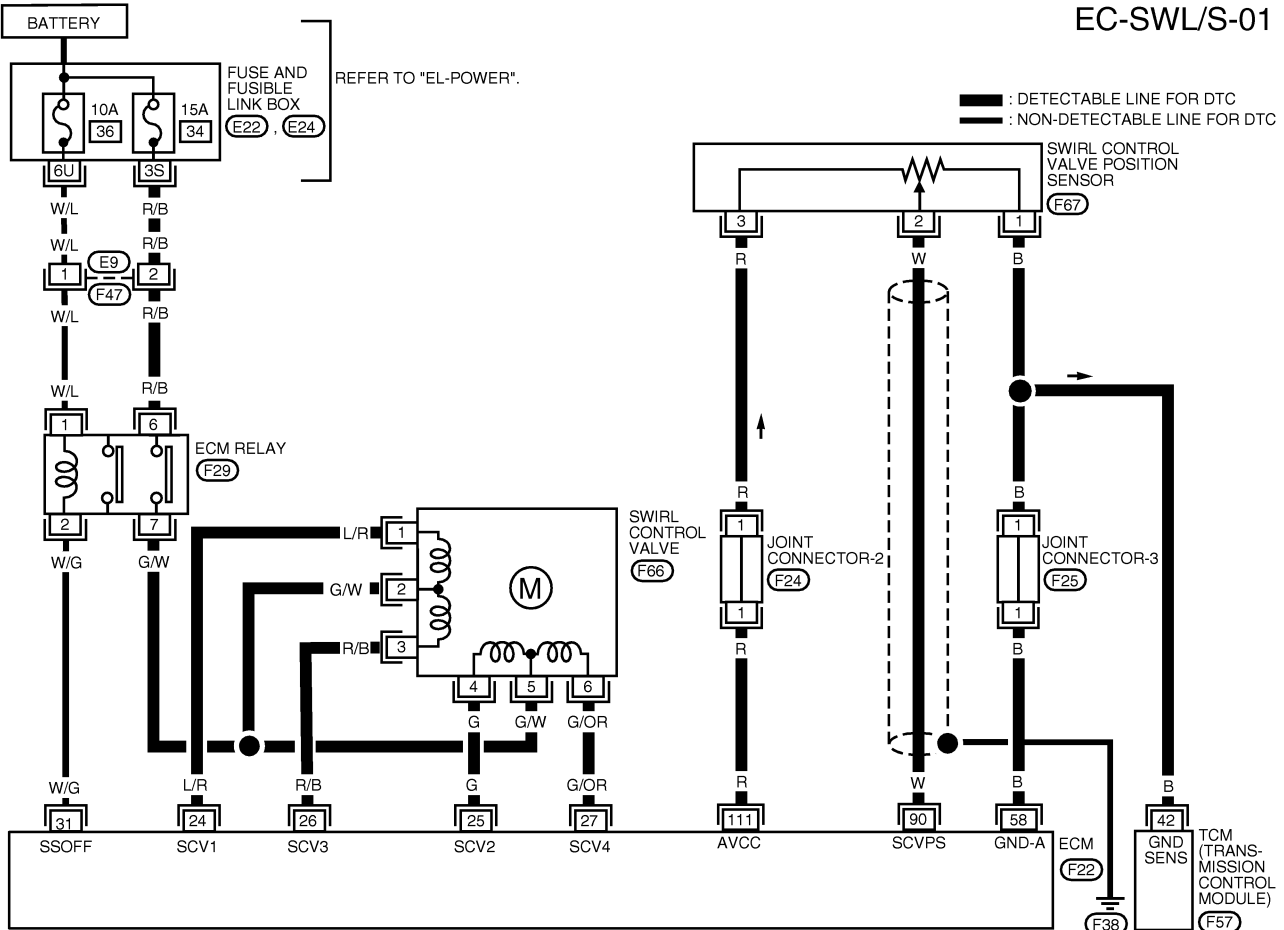 EC-SWL/S-01
BATTERY
FUSE AND
FUSIBLE
LINK BOX
E22 , E24
REFER TO "EL-POWER".
10A
36
15A
34
6U
3S
: DETECTABLE LINE FOR DTC
: NON-DETECTABLE LINE FOR DTC
SWIRL CONTROL
VALVE POSITION
SENSOR
F67
3
2
1
W/L
R/B
W/L
R/B
1
E9
2
F47
W/L
R/B
R
W
B
W/L
R/B
1
6
ECM RELAY
F29
2
7
W/G
G/W
L/R
1
G/W
2
R/B
3
M
SWIRL
CONTROL
VALVE
F66
4
5
6
G
G/W
G/OR
R
B
1
1
JOINT
CONNECTOR-2
F24
JOINT
CONNECTOR-3
F25
1
1
R
B
W/G
L/R
R/B
G
G/OR
R
W
B
B
31
24
26
25
27
111
90
58
42
SSOFF
SCV1
SCV3
SCV2
SCV4
AVCC
SCVPS
GND-A
ECM
F22
GND
SENS
TCM
(TRANS-
MISSION
CONTROL
MODULE)
F57
F38